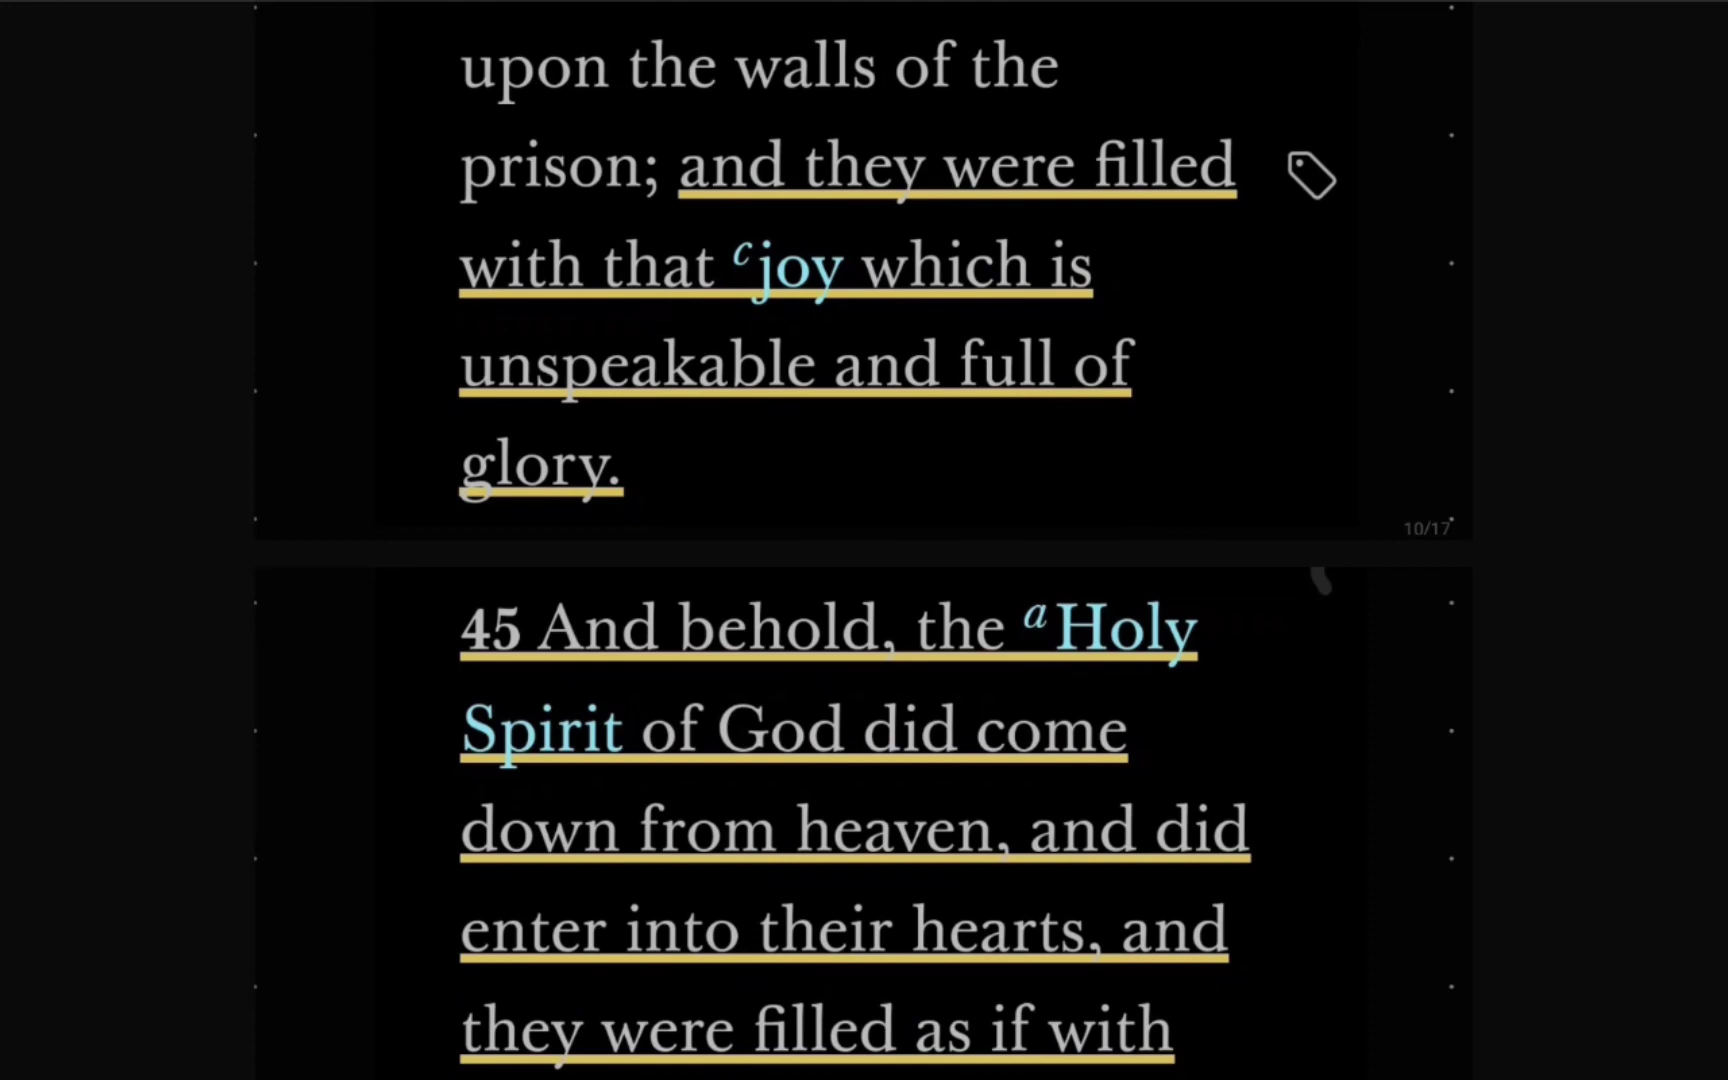 upon the walls of the
prison; and they were filled
with that c joy which is
unspeakable and full of
glory.
10/17
45 And behold, the a Holy
Spirit of God did come
down from heaven, and did
enter into their hearts, and
they were filled as if with